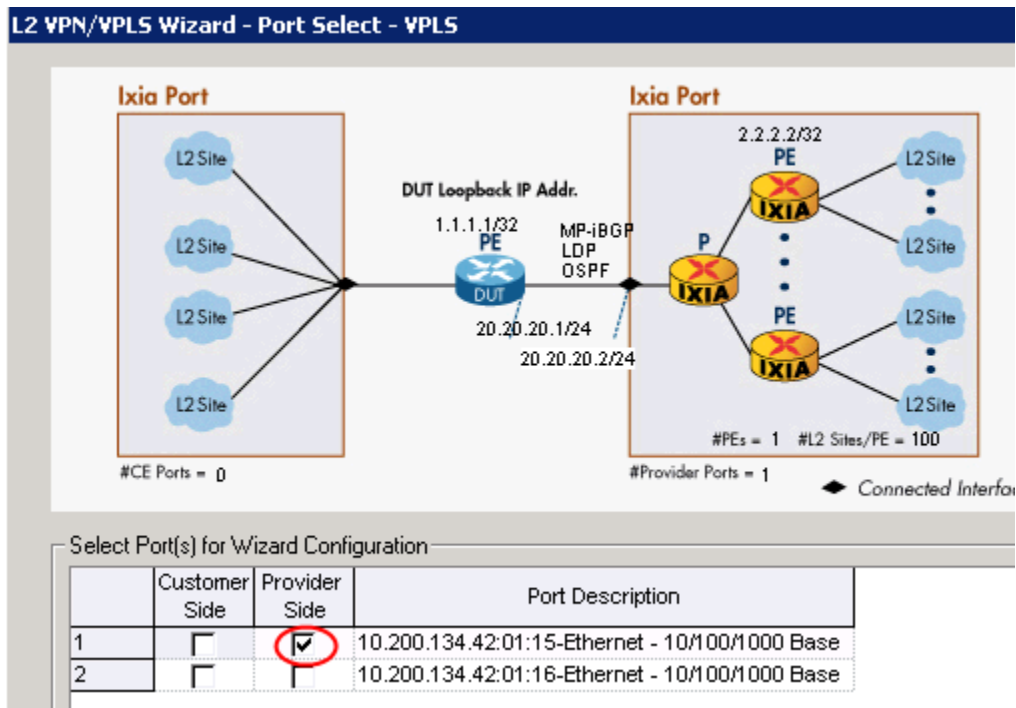 L2 VPN/VPLS Wizard - Port Select - VPLS
Ixia Port
Ixia Port
2.2.2.2/32
PE
L2 Site
L2 Site
DUT Loopback IP Addr.
IXIA
1.1.1.1/32
MP-iBGP
PE
P
LDP
L2 Site
L2 Site
OSPF
DUT
IXIA
L2 Site
PE
L2 Site
20.20.20.1/24
20.20.20.2/24
IXIA
L2 Site
L2 Site
#PEs = 1 #L2 Sites/PE = 100
#CE Ports = 0
#Provider Ports = 1
Connected
Select Port(s) for Wizard Configuration
Customer Side
Provider Side
Port Description
1
10.200.134.42:01:15-Ethernet - 10/100/1000 Base
2
10.200.134.42:01:16-Ethernet - 10/100/1000 Base